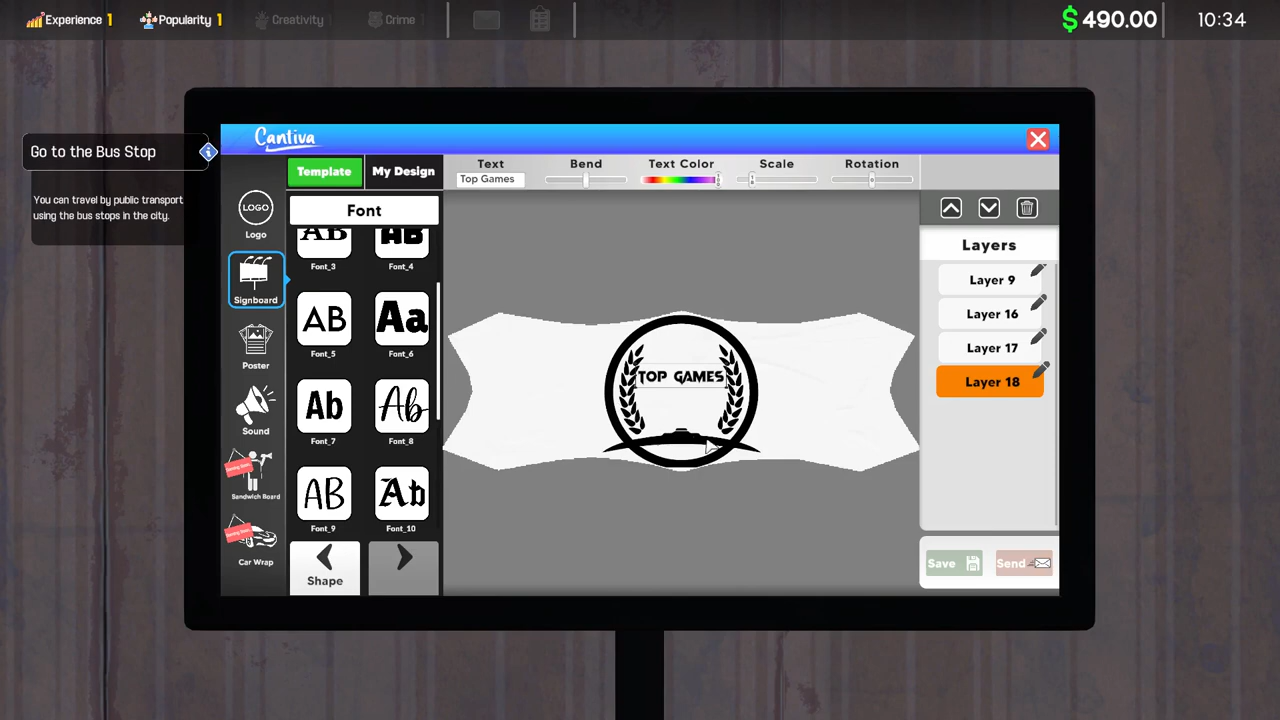 Experience 1
Popularity 1
Creativity
Crime
$490.00
10:34
Go to the Bus Stop
You can travel by public transport
using the bus stops in the city.
Cantiva
Template
My Design
Text
Top Games
Bend
Text Color
Scale
Rotation
LOGO
Logo
Signboard
Poster
Sound
Sandwich Board
Car Wrap
Font
AB
Font_3
AB
Font_4
AB
Font_5
Aa
Font_6
Ab
Font_7
Ab
Font_8
AB
Font_9
Ab
Font_10
Shape
TOP GAMES
Layers
Layer 9
Layer 16
Layer 17
Layer 18
Save
Send